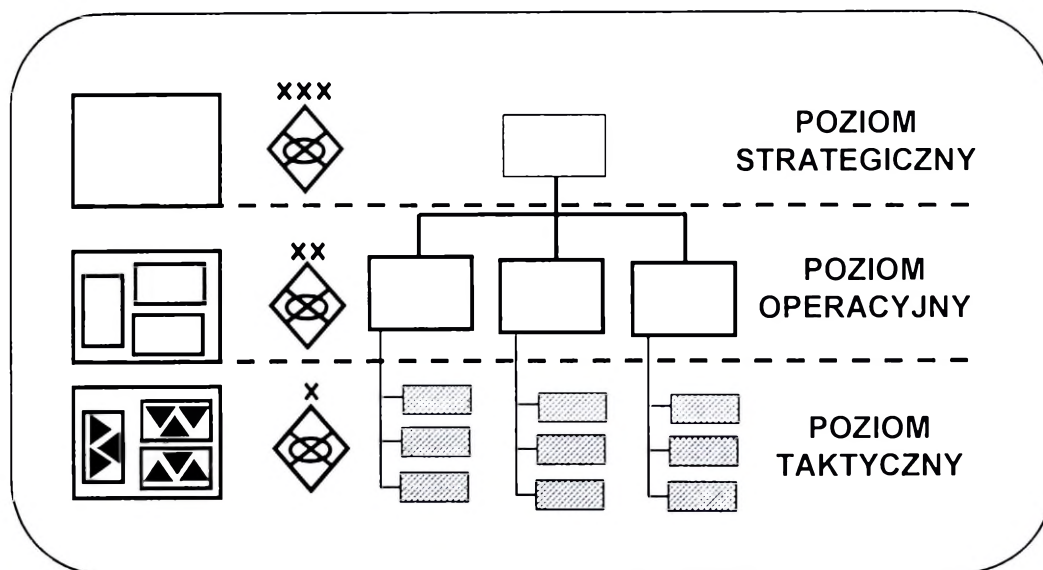 XXX
POZIOM
STRATEGICZNY
XX
POZIOM
OPERACYJNY
X
POZIOM
TAKTYCZNY